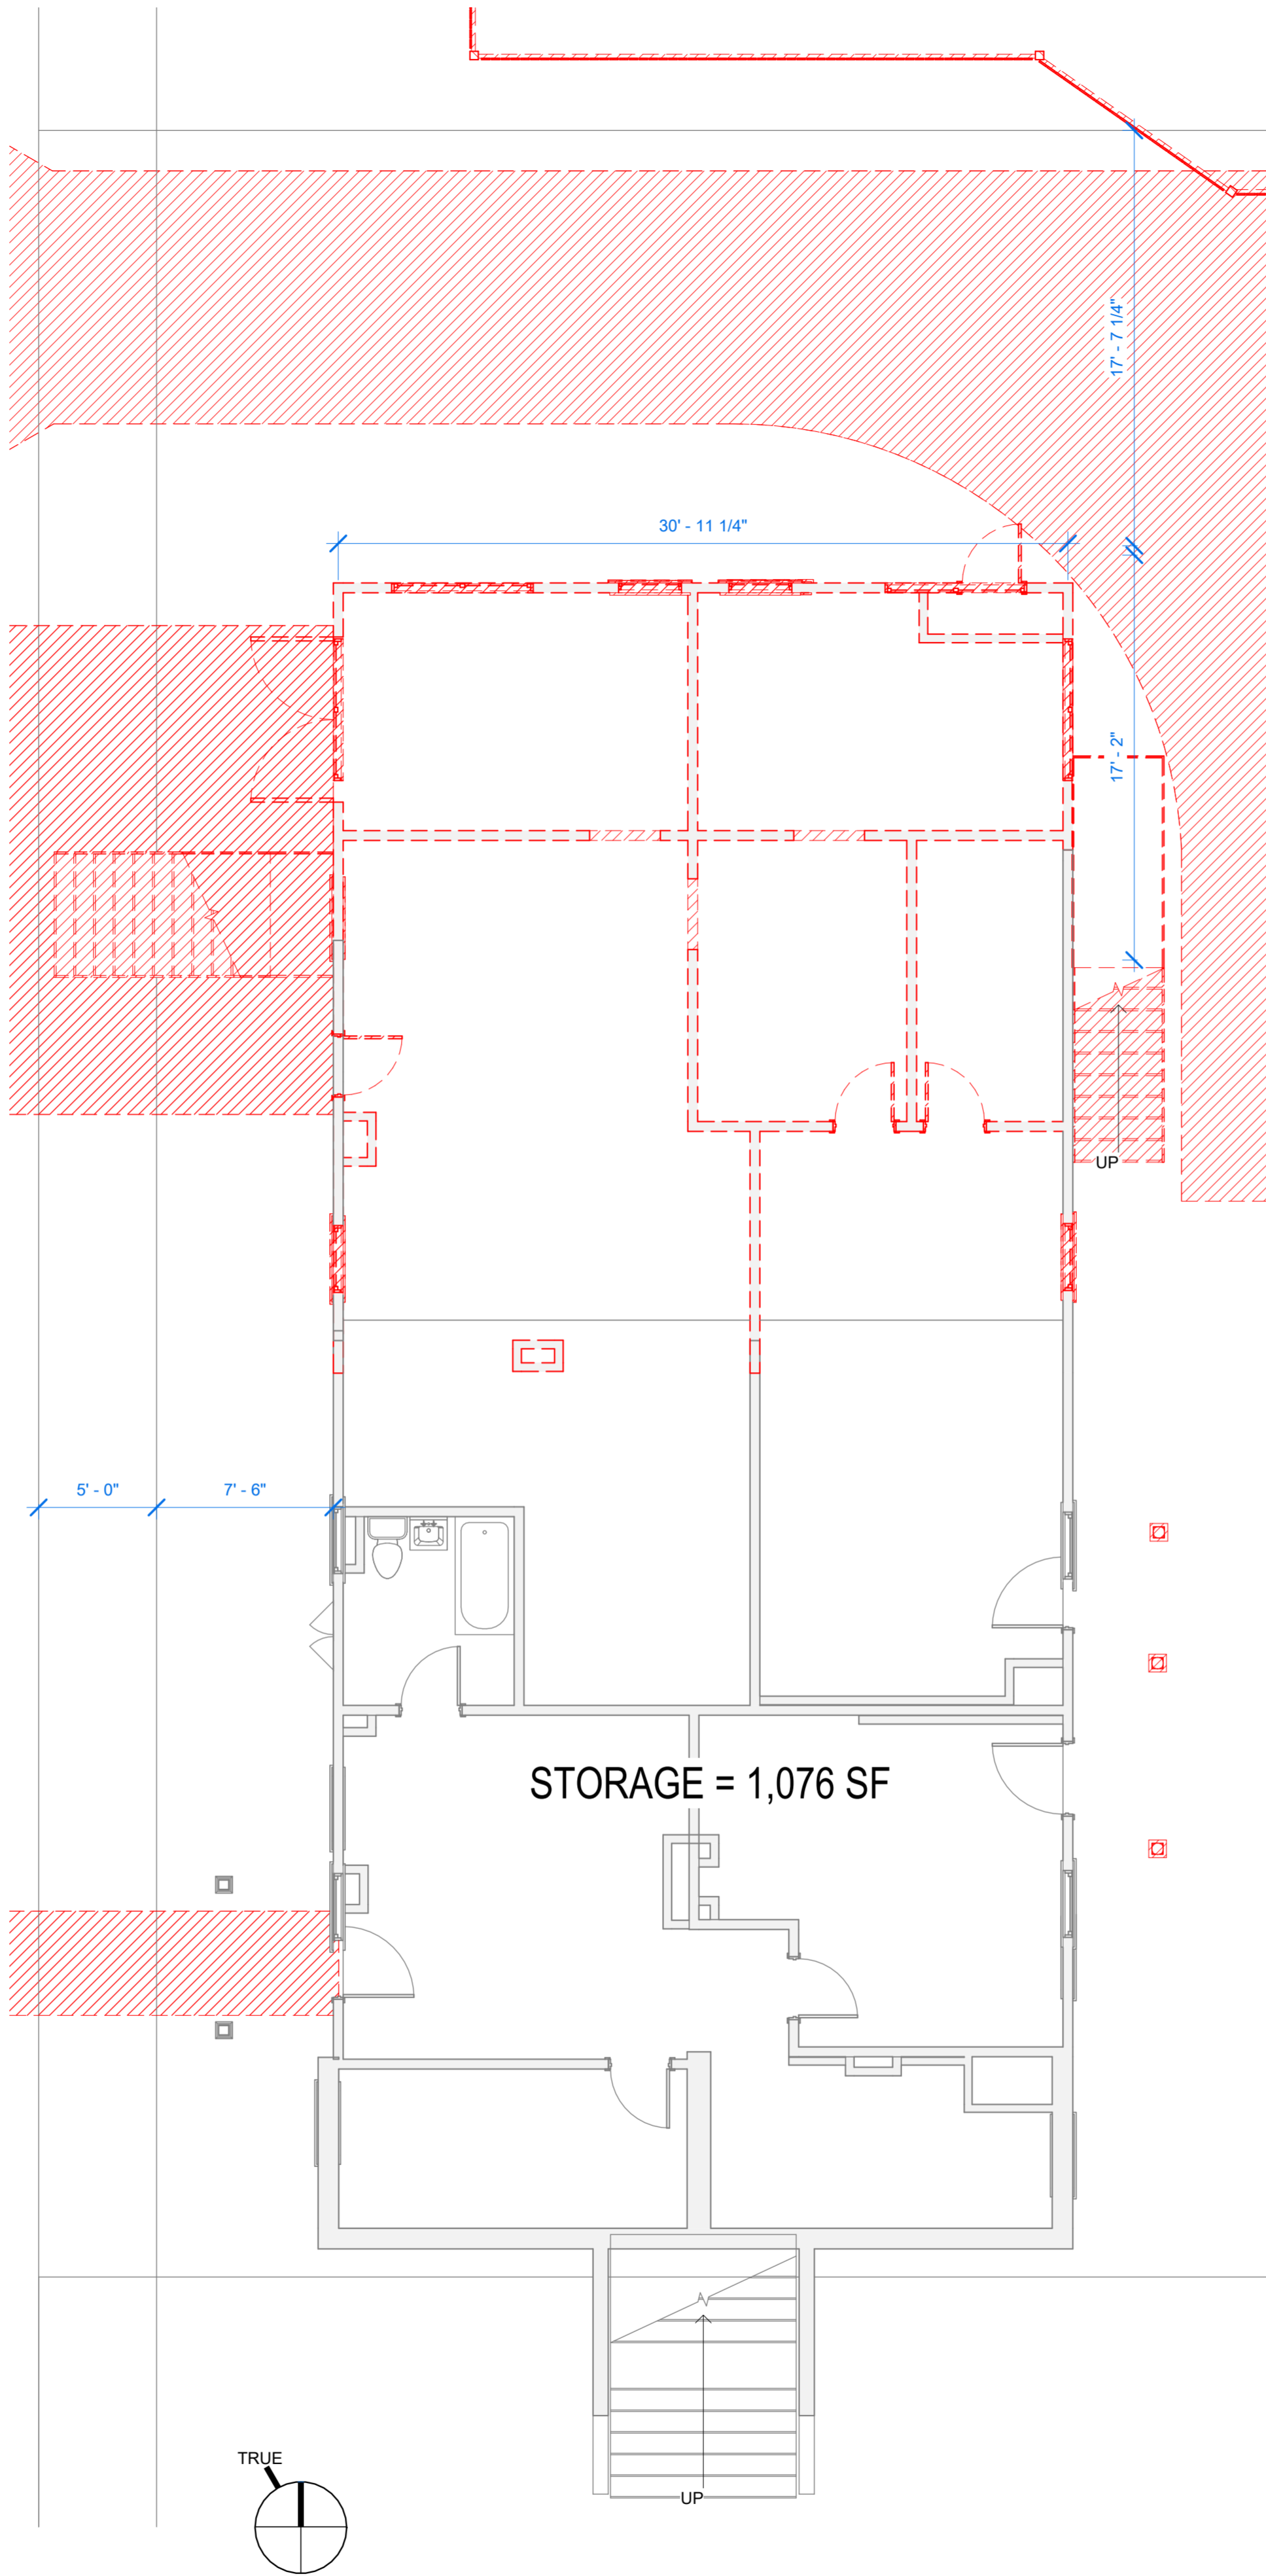 17' - 7 1/4"
30' - 11 1/4"
17' - 2"
UP
5' - 0"
7' - 6"
STORAGE = 1,076 SF
TRUE
UP